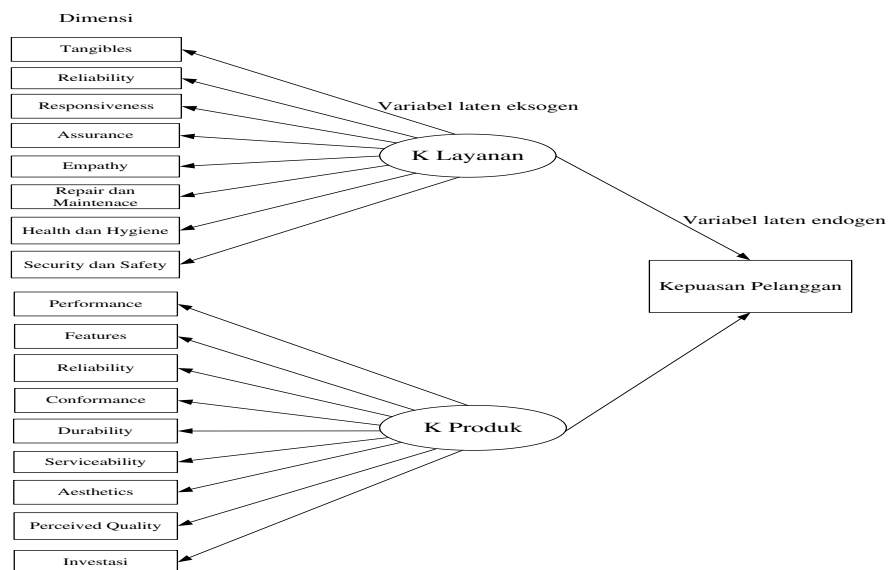 Dimensi
Tangibles
Reliability
Responsiveness
Variabel laten eksogen
Assurance
K Layanan
Empathy
Repair dan
Maintenace
Health dan Hygiene
Variabel laten endogen
Security dan Safety
Kepuasan Pelanggan
Performance
Features
Reliability
Conformance
Durability
K Produk
Serviceability
Aesthetics
Perceived Quality
Investasi